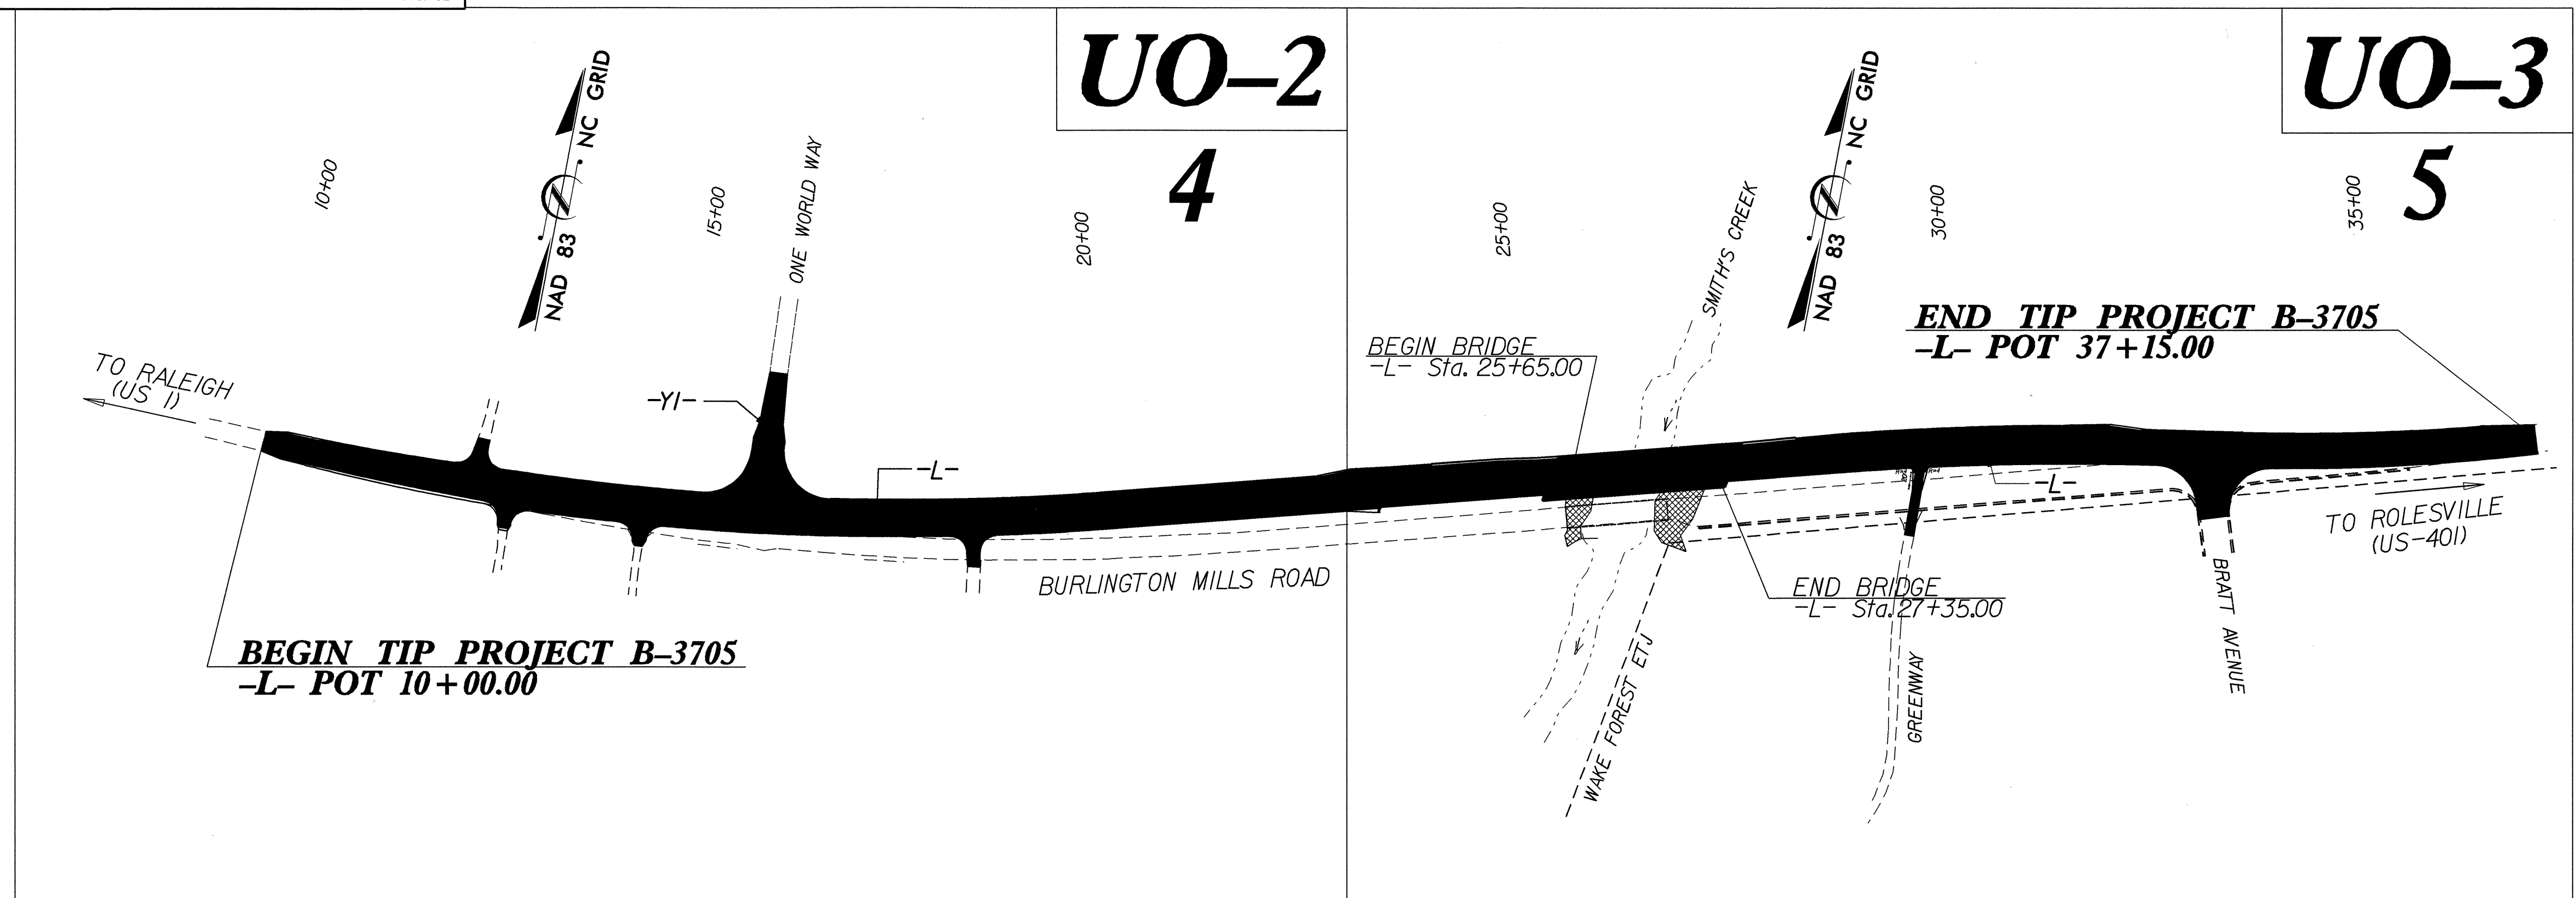 UO-2
4
UO-3
5
10+00
NAD 83 NC GRID
15+00
ONE WORLD WAY
20+00
25+00
SMITH'S CREEK
NAD 83 NC GRID
30+00
35+00
TO RALEIGH
(US 1)
-Y1-
-L-
BEGIN BRIDGE
-L- Sta. 25+65.00
END TIP PROJECT B-3705
-L- POT 37+15.00
-L-
TO ROLESVILLE
(US-401)
BURLINGTON MILLS ROAD
END BRIDGE
-L- Sta. 27+35.00
BEGIN TIP PROJECT B-3705
-L- POT 10+00.00
WAKE FOREST ETJ
GREENWAY
BRATT AVENUE